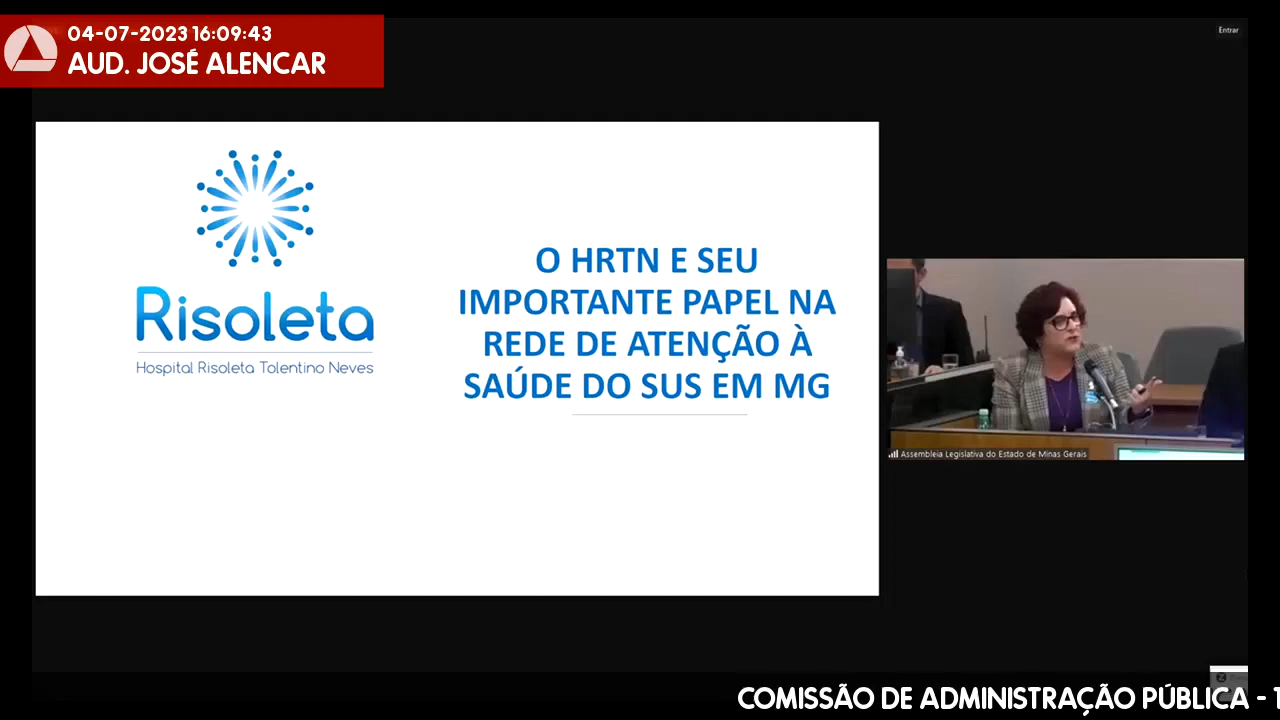 04-07-2023 16:09:43
AUD. JOSÉ ALENCAR
Entrar
Risoleta
Hospital Risoleta Tolentino Neves
O HRTN E SEU
IMPORTANTE PAPEL NA
REDE DE ATENÇÃO À
SAÚDE DO SUS EM MG
Assembleia Legislativa do Estado de Minas Gerais
COMISSÃO DE ADMINISTRAÇÃO PÚBLICA - 1